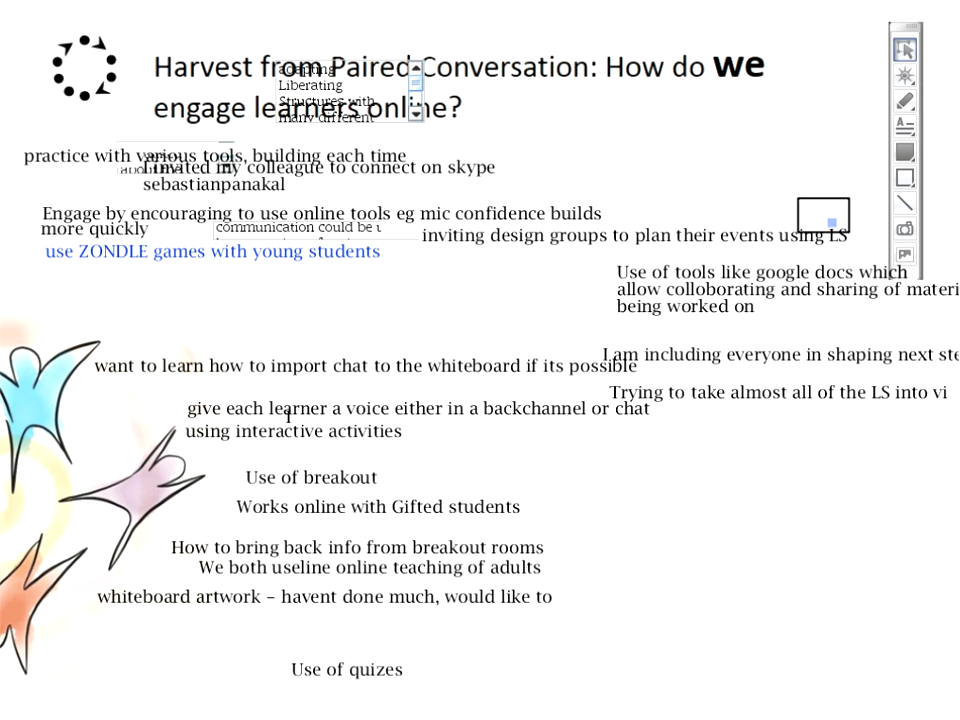 Harvest from Paired Conversation: How do we
engage learners online?
adapting
Liberating
Structures with
many different
practice with various tools, building each time
I invited my colleague to connect on skype
sebastianpanakal
Engage by encouraging to use online tools eg mic confidence builds
more quickly
communication could be
inviting design groups to plan their events using LS
use ZONDLE games with young students
Use of tools like google docs which
allow colloborating and sharing of materi
being worked on
I am including everyone in shaping next ste
want to learn how to import chat to the whiteboard if its possible
Trying to take almost all of the LS into vi
give each learner a voice either in a backchannel or chat
using interactive activities
Use of breakout
Works online with Gifted students
How to bring back info from breakout rooms
We both useline online teaching of adults
whiteboard artwork – havent done much, would like to
Use of quizes